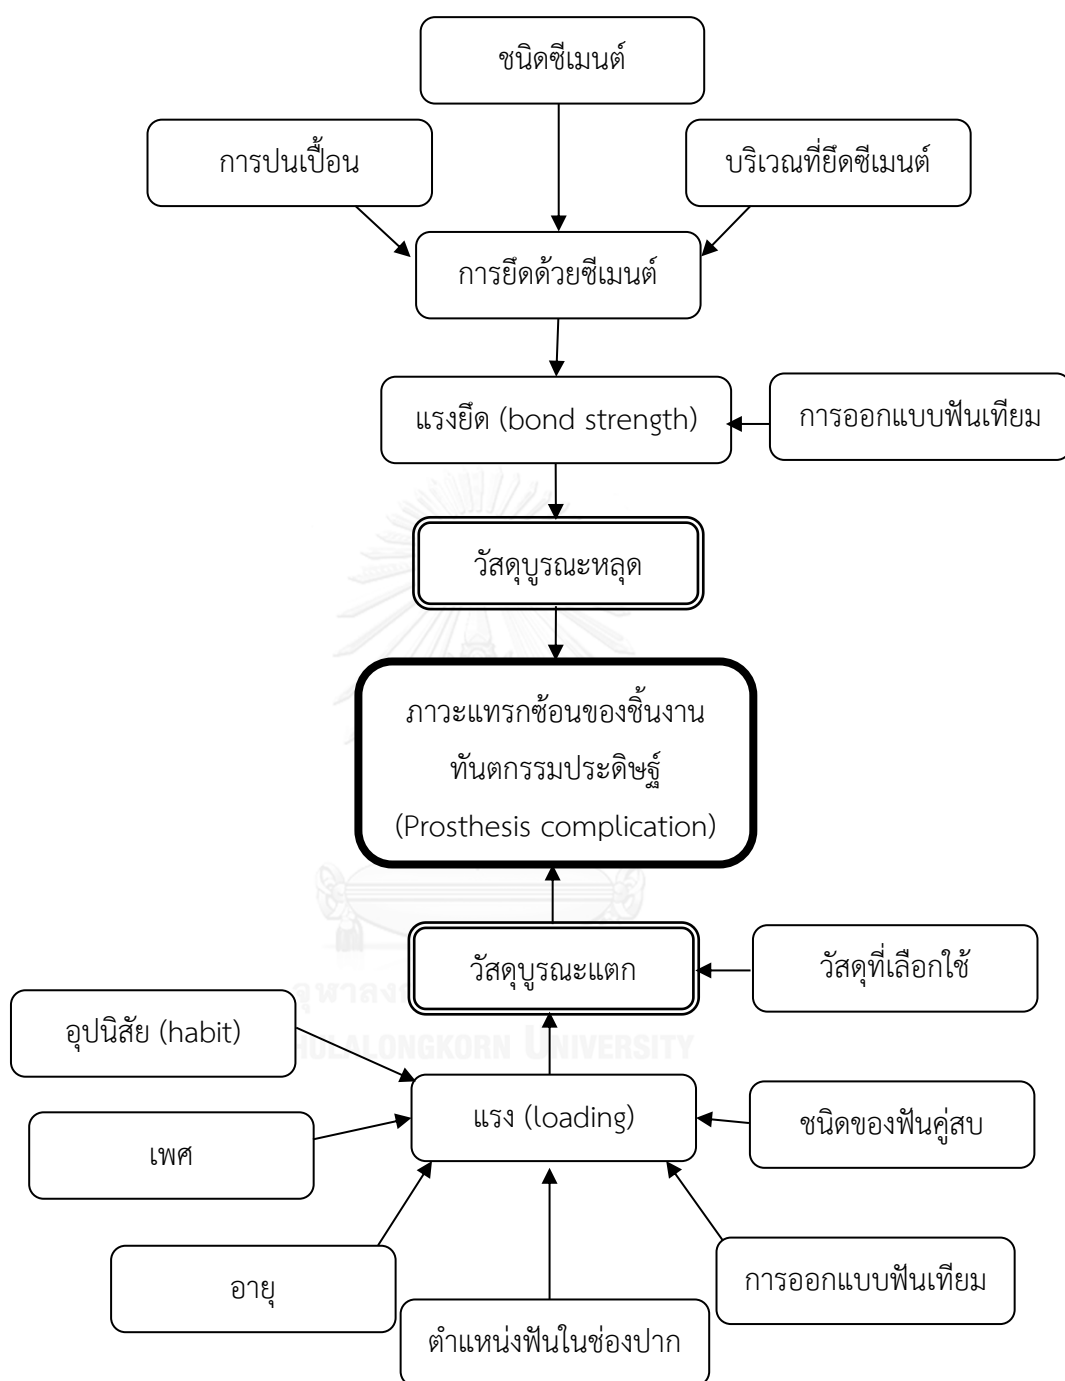 ชนิดซีเมนต์
การปนเปื้อน
บริเวณที่ยึดซีเมนต์
การยึดด้วยซีเมนต์
แรงยึด (bond strength)
การออกแบบฟันเทียม
วัสดุบูรณะหลุด
ภาวะแทรกซ้อนของชิ้นงาน
ทันตกรรมประดิษฐ์
(Prosthesis complication)
วัสดุบูรณะแตก
วัสดุที่เลือกใช้
อุปนิสัย (habit)
HULALONGKORN UNIVERSITY
แรง (loading)
ชนิดของฟันคู่สบ
เพศ
อายุ
การออกแบบฟันเทียม
ตำแหน่งฟันในช่องปาก